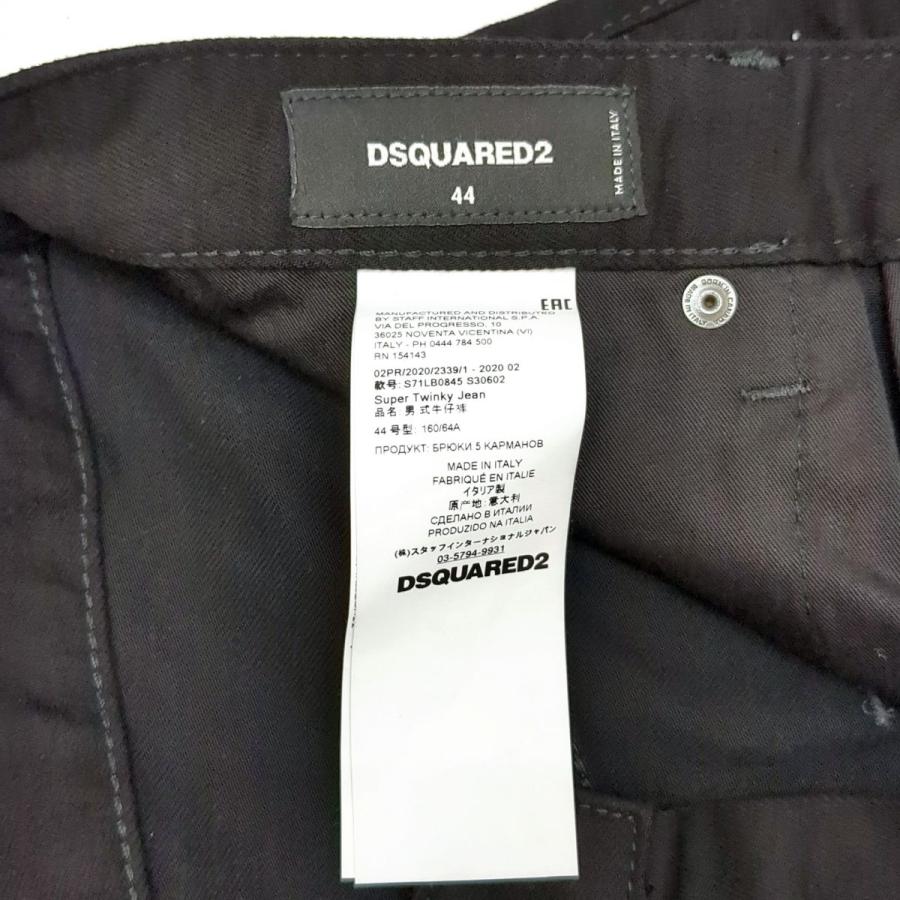 DSQUARED2
44
MADE IN ITALY
EAC
MANUFACTURED AND DISTRIBUTED
BY STAFF INTERNATIONAL S.P.A.
VIA DEL PROGRESSO, 10
36025 NOVENTA VICENTINA (VI)
ITALY - PH 0444 784 500
RN 154143
02PR/2020/2339/1 - 2020 02
款号: S71LB0845 S30602
Super Twinky Jean
品名: 男式牛仔裤
44 号型: 160/64A
ПРОДУКТ: БРЮКИ 5 КАРМАНОВ
MADE IN ITALY
FABRIQUÉ EN ITALIE
イタリア製
原产地: 意大利
СДЕЛАНО В ИТАЛИИ
PRODUZIDO NA ITALIA
(株)スタッフインターナショナルジャパン
03-5794-9931
DSQUARED2